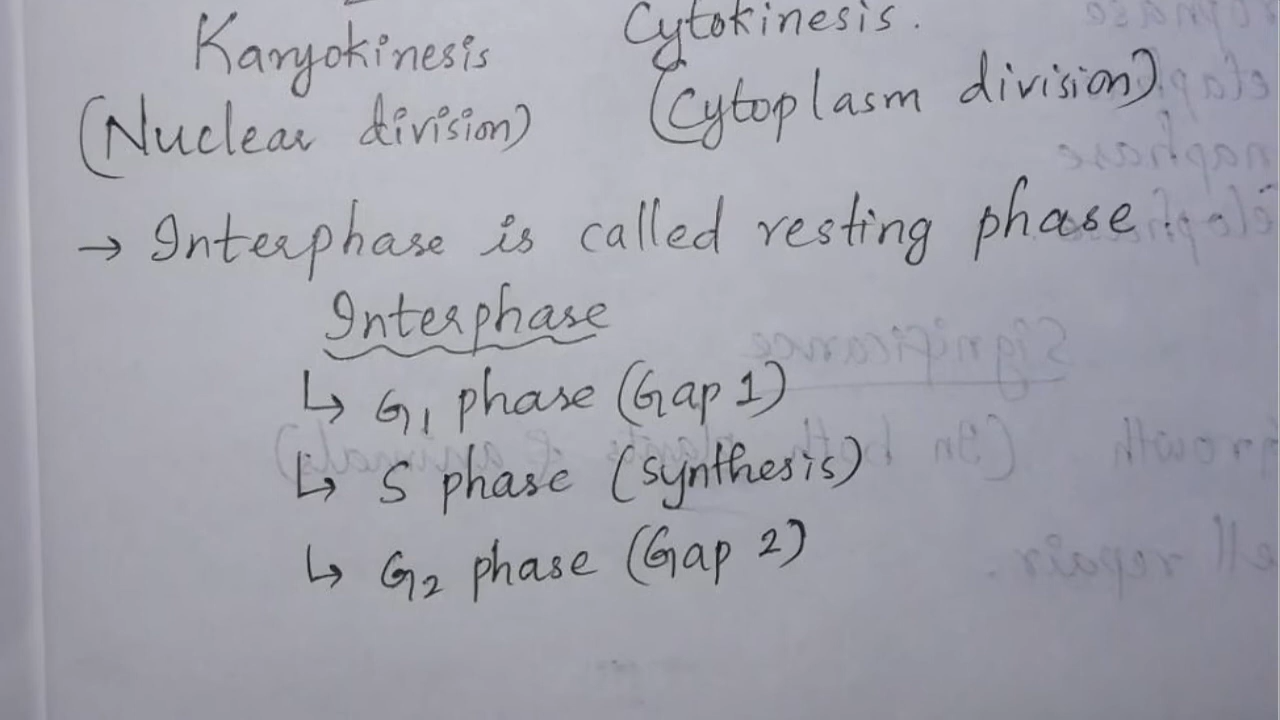 Karyokinesis Cytokinesis.
(Nuclear division) (Cytoplasm division)
→ Interphase is called resting phase.
Interphase
↳ G1 phase (Gap 1)
↳ S phase (synthesis)
↳ G2 phase (Gap 2)